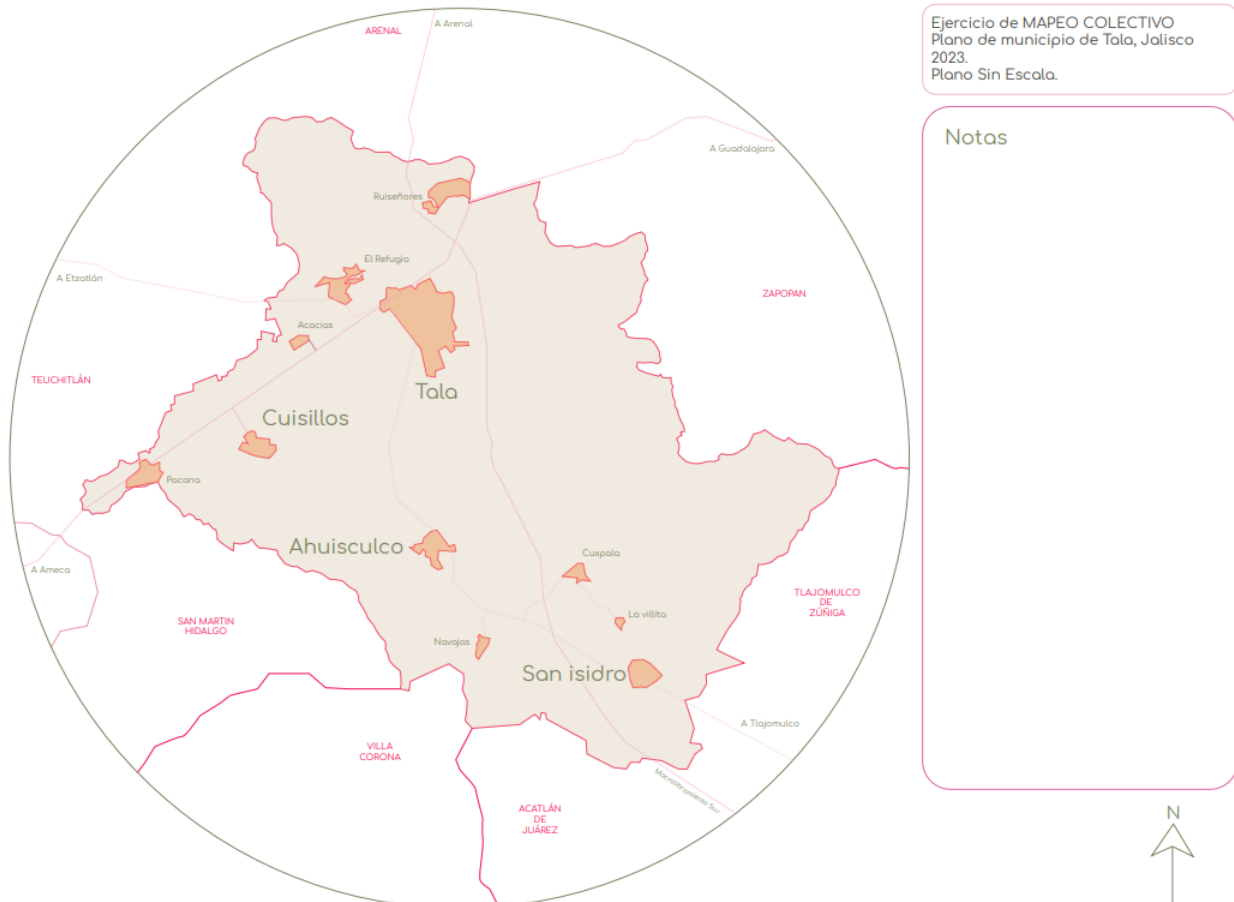 Ejercicio de MAPEO COLECTIVO
Plano de municipio de Tala, Jalisco
2023.
Plano Sin Escala.
Notas
A Arenal
ARENAL
A Guadalajara
Ruiseñores
El Refugio
A Etzatlán
ZAPOPAN
Acacias
TEUCHITLÁN
Tala
Cuisillos
Pacana
Ahuisculco
Cuxpala
A Ameca
TLAJOMULCO
DE
ZÚÑIGA
La villita
SAN MARTIN
HIDALGO
Navajas
San isidro
A Tlajomulco
VILLA
CORONA
Macrolibramiento Sur
ACATLÁN
DE
JUÁREZ
N